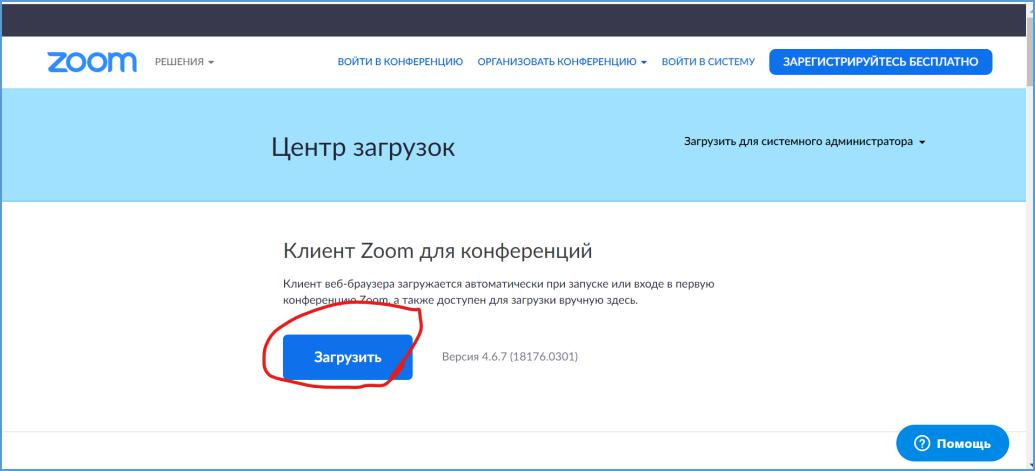 zoom РЕШЕНИЯ ВОЙТИ В КОНФЕРЕНЦИЮ ОРГАНИЗОВАТЬ КОНФЕРЕНЦИЮ ВОЙТИ В СИСТЕМУ ЗАРЕГИСТРИРУЙТЕСЬ БЕСПЛАТНО
Центр загрузок Загрузить для системного администратора
Клиент Zoom для конференций
Клиент веб-браузера загружается автоматически при запуске или входе в первую
конференцию Zoom, а также доступен для загрузки вручную здесь.
Загрузить Версия 4.6.7 (18176.0301)
Помощь